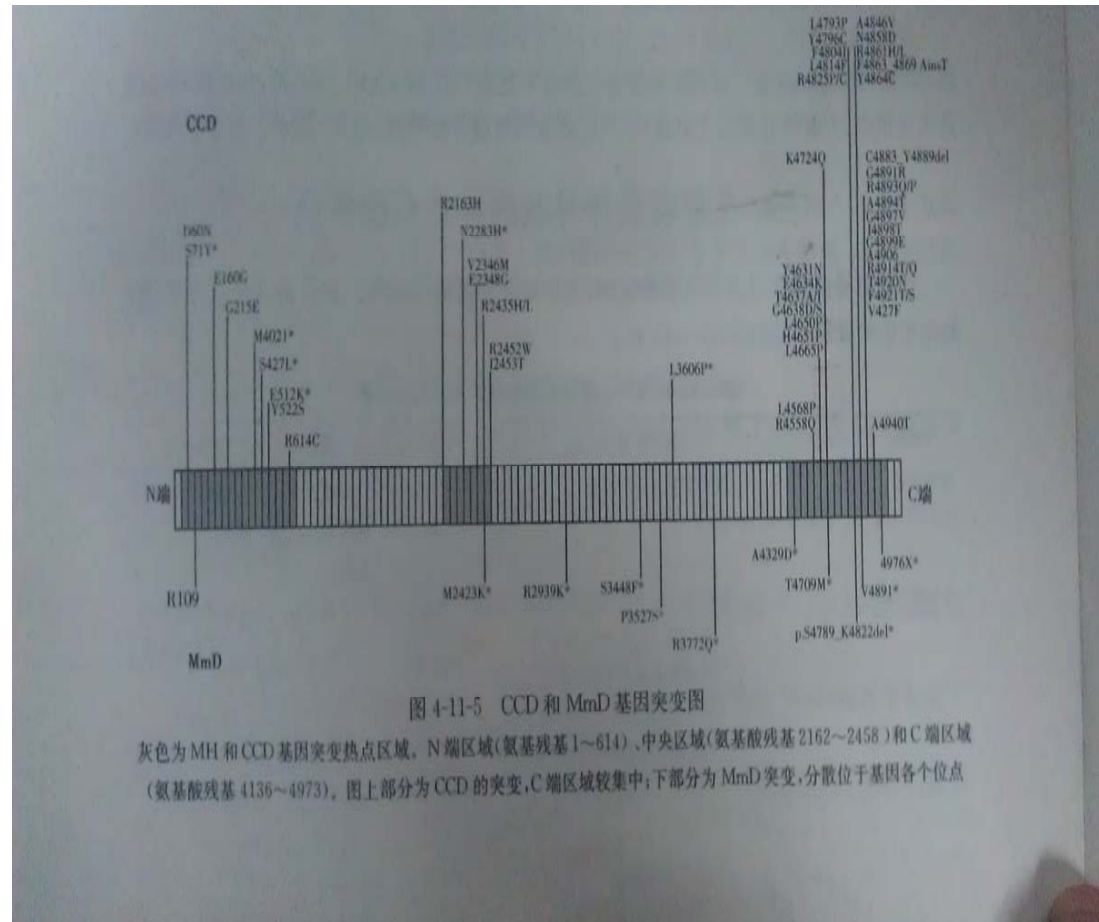 L4793P A4846V
Y4796C N4858D
F4804L R4861H/L
L4814F F4863_4869
R4825P/C Y4864C
CCD
K4724Q C4883_Y4889del
G4891R
R4893Q/P
A4894T
G4897V
I4898T
G4899E
A4906
R4914T/Q
T4920N
F4921T/S
V427F
R2163H
N2283H*
V2346M
E2348G
R2435H/L
R2452W
I2453T
D60N
S71Y*
E160G
G215E
M4021*
S427L*
E512K*
Y522S
R614C
Y4631N
E4634K
T4637A/I
G4638D/S
L4650P
H4651P
L4665P
L3606P*
L4568P
R4558Q
A4940T
N端 C端
R109
M2423K* R2939K* S3448F*
P3527S*
R3772Q*
A4329D*
T4709M*
p.S4789_K4822del*
V4891*
4976X*
MmD
图 4-11-5 CCD 和 MmD 基因突变图
灰色为 MH 和 CCD 基因突变热点区域。N 端区域(氨基残基 1～614)、中央区域(氨基酸残基 2162～2458)和 C 端区域
(氨基酸残基 4136～4973)。图上部分为 CCD 的突变,C 端区域较集中;下部分为 MmD 突变,分散位于基因各个位点